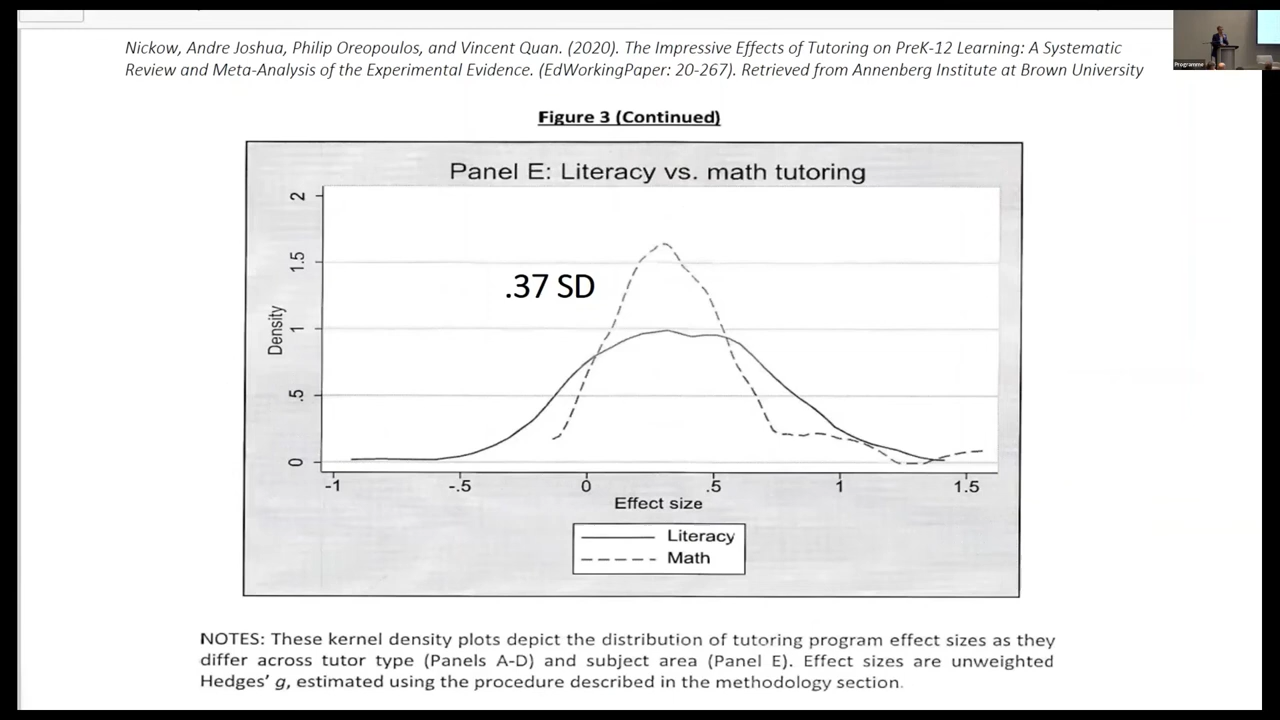 Nickow, Andre Joshua, Philip Oreopoulos, and Vincent Quan. (2020). The Impressive Effects of Tutoring on PreK-12 Learning: A Systematic
Review and Meta-Analysis of the Experimental Evidence. (EdWorkingPaper: 20-267). Retrieved from Annenberg Institute at Brown University
Programme
Figure 3 (Continued)
Panel E: Literacy vs. math tutoring
.37 SD
Density
2
1.5
1
.5
0
-1 -.5 0 .5 1 1.5
Effect size
Literacy
Math
NOTES: These kernel density plots depict the distribution of tutoring program effect sizes as they
differ across tutor type (Panels A-D) and subject area (Panel E). Effect sizes are unweighted
Hedges’ g, estimated using the procedure described in the methodology section.